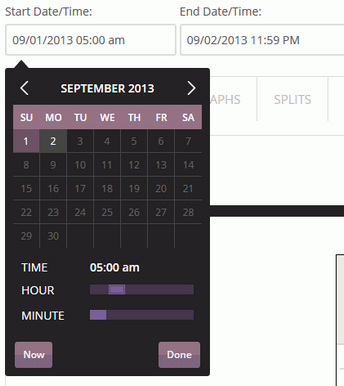 Start Date/Time: End Date/Time:
09/01/2013 05:00 am 09/02/2013 11:59 PM
SEPTEMBER 2013
SU MO TU WE TH FR SA
1 2 3 4 5 6 7
8 9 10 11 12 13 14
15 16 17 18 19 20 21
22 23 24 25 26 27 28
29 30
APHS SPLITS
TIME 05:00 am
HOUR
MINUTE
Now Done